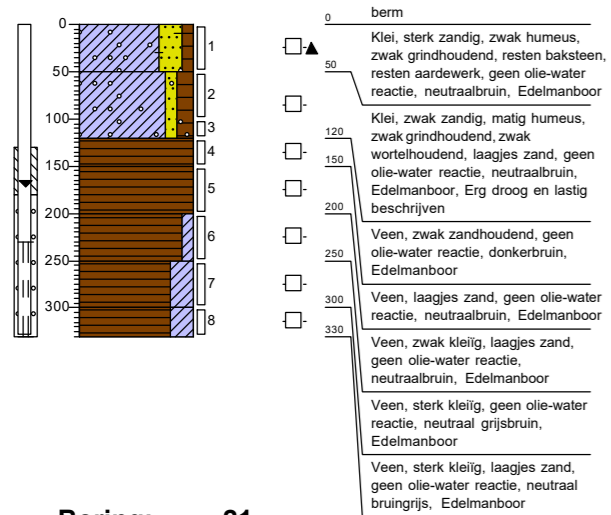 0
50
100
150
200
250
300
1
2
3
4
5
6
7
8
0
berm
Klei, sterk zandig, zwak humeus,
zwak grindhoudend, resten baksteen,
resten aardewerk, geen olie-water
reactie, neutraalbruin, Edelmanboor
50
Klei, zwak zandig, matig humeus,
zwak grindhoudend, zwak
wortelhoudend, laagjes zand, geen
olie-water reactie, neutraalbruin,
Edelmanboor, Erg droog en lastig
beschrijven
120
Veen, zwak zandhoudend, geen
olie-water reactie, donkerbruin,
Edelmanboor
150
Veen, laagjes zand, geen olie-water
reactie, neutraalbruin, Edelmanboor
200
Veen, zwak kleiïg, laagjes zand,
geen olie-water reactie,
neutraalbruin, Edelmanboor
250
Veen, sterk kleiïg, geen olie-water
reactie, neutraal grijsbruin,
Edelmanboor
300
Veen, sterk kleiïg, laagjes zand,
geen olie-water reactie, neutraal
bruingrijs, Edelmanboor
330